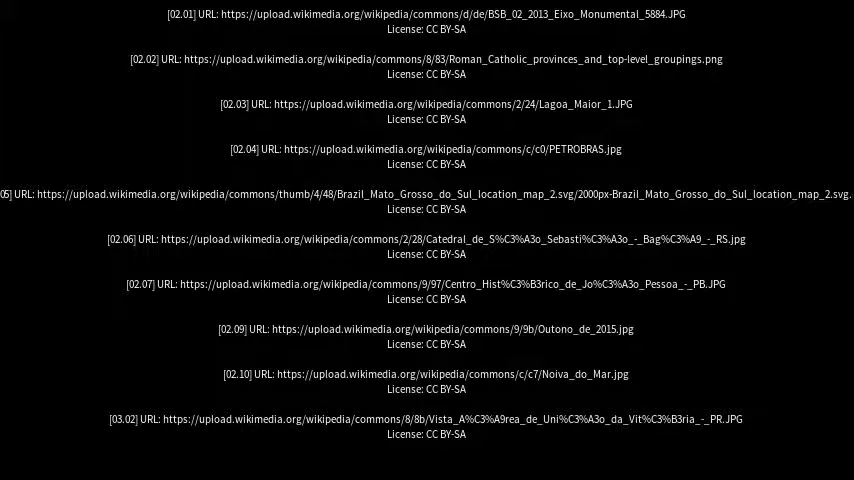 [02.01] URL: https://upload.wikimedia.org/wikipedia/commons/d/de/BSB_02_2013_Eixo_Monumental_5884.JPG
License: CC BY-SA
[02.02] URL: https://upload.wikimedia.org/wikipedia/commons/8/83/Roman_Catholic_provinces_and_top-level_groupings.png
License: CC BY-SA
[02.03] URL: https://upload.wikimedia.org/wikipedia/commons/2/24/Lagoa_Maior_1.JPG
License: CC BY-SA
[02.04] URL: https://upload.wikimedia.org/wikipedia/commons/c/c0/PETROBRAS.jpg
License: CC BY-SA
05] URL: https://upload.wikimedia.org/wikipedia/commons/thumb/4/48/Brazil_Mato_Grosso_do_Sul_location_map_2.svg/2000px-Brazil_Mato_Grosso_do_Sul_location_map_2.svg.
License: CC BY-SA
[02.06] URL: https://upload.wikimedia.org/wikipedia/commons/2/28/Catedral_de_S%C3%A3o_Sebasti%C3%A3o_-_Bag%C3%A9_-_RS.jpg
License: CC BY-SA
[02.07] URL: https://upload.wikimedia.org/wikipedia/commons/9/97/Centro_Hist%C3%B3rico_de_Jo%C3%A3o_Pessoa_-_PB.JPG
License: CC BY-SA
[02.09] URL: https://upload.wikimedia.org/wikipedia/commons/9/9b/Outono_de_2015.jpg
License: CC BY-SA
[02.10] URL: https://upload.wikimedia.org/wikipedia/commons/c/c7/Noiva_do_Mar.jpg
License: CC BY-SA
[03.02] URL: https://upload.wikimedia.org/wikipedia/commons/8/8b/Vista_A%C3%A9rea_de_Uni%C3%A3o_da_Vit%C3%B3ria_-_PR.JPG
License: CC BY-SA